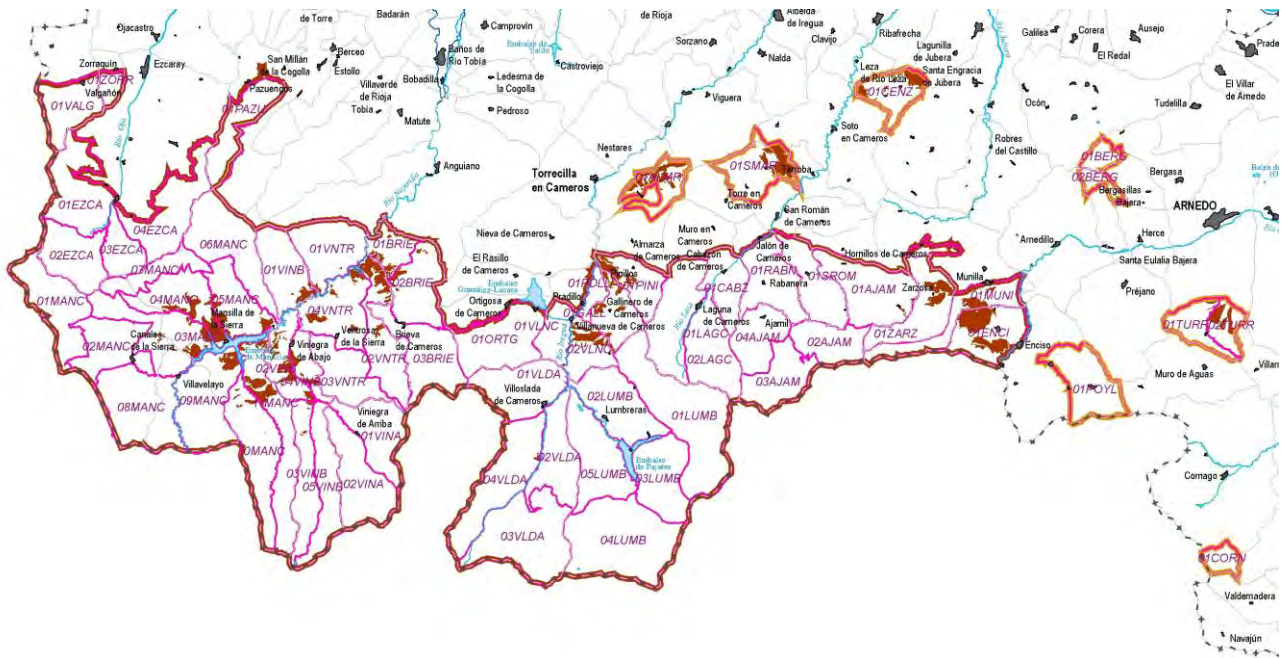 de Torre
Badarán
Camprovín
de Rioja
Albelda
de Iregua
Ribafrecha
Galilea
Corera
Ausejo
Ojacastro
Berceo
Baños de
Río Tobía
Sorzano
Nalda
Clavijo
Lagunilla
de Jubera
El Redal
Prade
Zorraquín
Ezcaray
San Millán
de la Cogolla
Estollo
Castroviejo
Leza
de Río Leza
Santa Engracia
de Jubera
01ZORR
Valgañón
Pazuengos
Villaverde
de Rioja
Bobadilla
Ledesma de
la Cogolla
01CENZ
El Villar
de Arnedo
01VALG
01PAZU
Tobía
Matute
Pedroso
Viguera
Ocón
Tudelilla
Soto
en Cameros
Robres
del Castillo
Anguiano
Nestares
Torrecilla
en Cameros
01SMAR
Terroba
01BERG
02BERG
Bergasa
Bergasillas
Bajera
Torre en
Cameros
01EZCA
Río Najerilla
San Román
de Cameros
ARNEDO
04EZCA
03EZCA
02EZCA
06MANC
01VNTR
01BRIE
Nieva de Cameros
Almarza
de Cameros
Muro en
Cameros
Cabezón
de Cameros
Jalón de
Cameros
Hornillos de Cameros
Arnedillo
Herce
Santa Eulalia Bajera
07MANC
01VINB
02BRIE
El Rasillo
de Cameros
Pinillos
01RABN
Rabanera
01SROM
Munilla
01MANC
04MANC
05MANC
Mansilla de
la Sierra
04VNTR
Embalse
González-Lacasa
Ortigosa
de Cameros
Pradillo
Gallinero de
Cameros
01CABZ
01AJAM
Zarzosa
01MUNI
Préjano
Canales
de la Sierra
02MANC
Ventrosa
de la Sierra
Brieva
de Cameros
01VLNC
Villanueva de Cameros
Laguna
de Cameros
Ajamil
01ZARZ
01ENCI
Enciso
01TURR
Viniegra
de Abajo
01ORTG
02VLNC
01LAGC
04AJAM
02AJAM
02VNTR
03BRIE
02LAGC
03AJAM
Muro de Aguas
Villavelayo
09MANC
03VNTR
01VLDA
01POYL
08MANC
Viniegra
de Arriba
01VINA
Villoslada
de Cameros
02LUMB
Lumbreras
01LUMB
03VINB
05VINB
02VINA
04VLDA
02VLDA
05LUMB
03LUMB
Cornago
03VLDA
04LUMB
01CORN
Valdemadera
Navajún